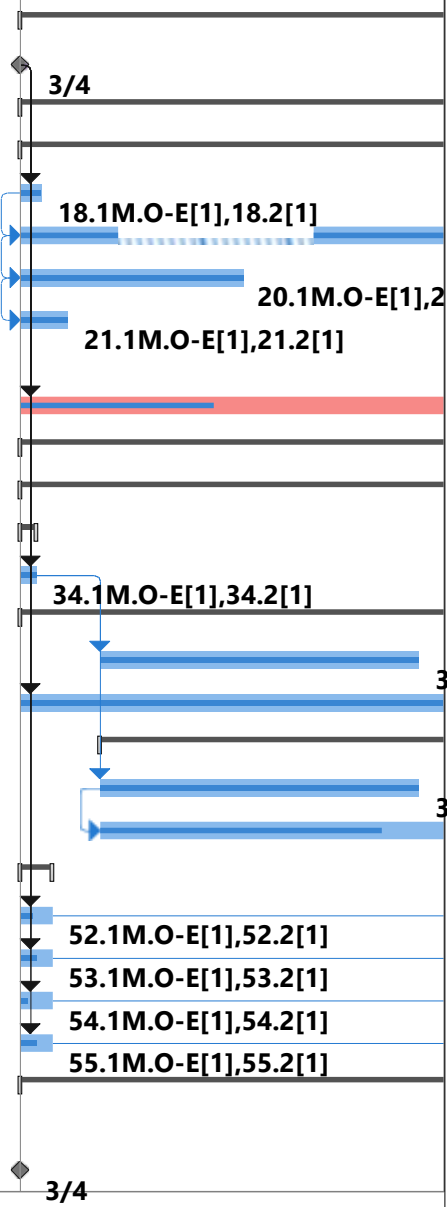 3/4
18.1M.O-E[1],18.2[1]
20.1M.O-E[1],2
21.1M.O-E[1],21.2[1]
34.1M.O-E[1],34.2[1]
3
3
52.1M.O-E[1],52.2[1]
53.1M.O-E[1],53.2[1]
54.1M.O-E[1],54.2[1]
55.1M.O-E[1],55.2[1]
3/4